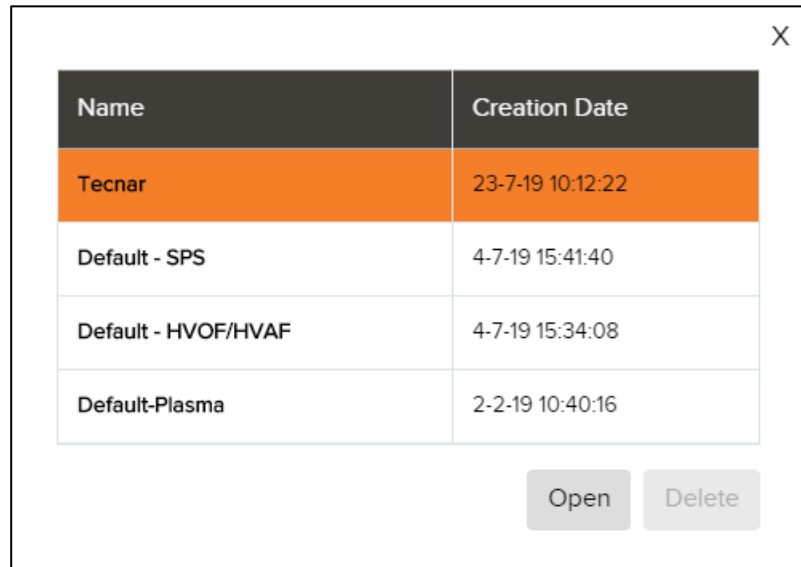 X
Name Creation Date
Tecnar 23-7-19 10:12:22
Default - SPS 4-7-19 15:41:40
Default - HVOF/HVAF 4-7-19 15:34:08
Default-Plasma 2-2-19 10:40:16
Open Delete